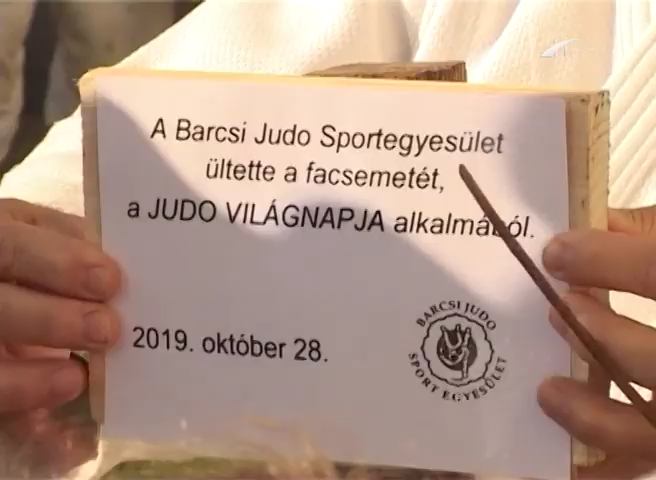 A Barcsi Judo Sportegyesület
ültette a facsemetét,
a JUDO VILÁGNAPJA alkalmából.
2019. október 28.
BARCSI JUDO
SPORT EGYESÜLET